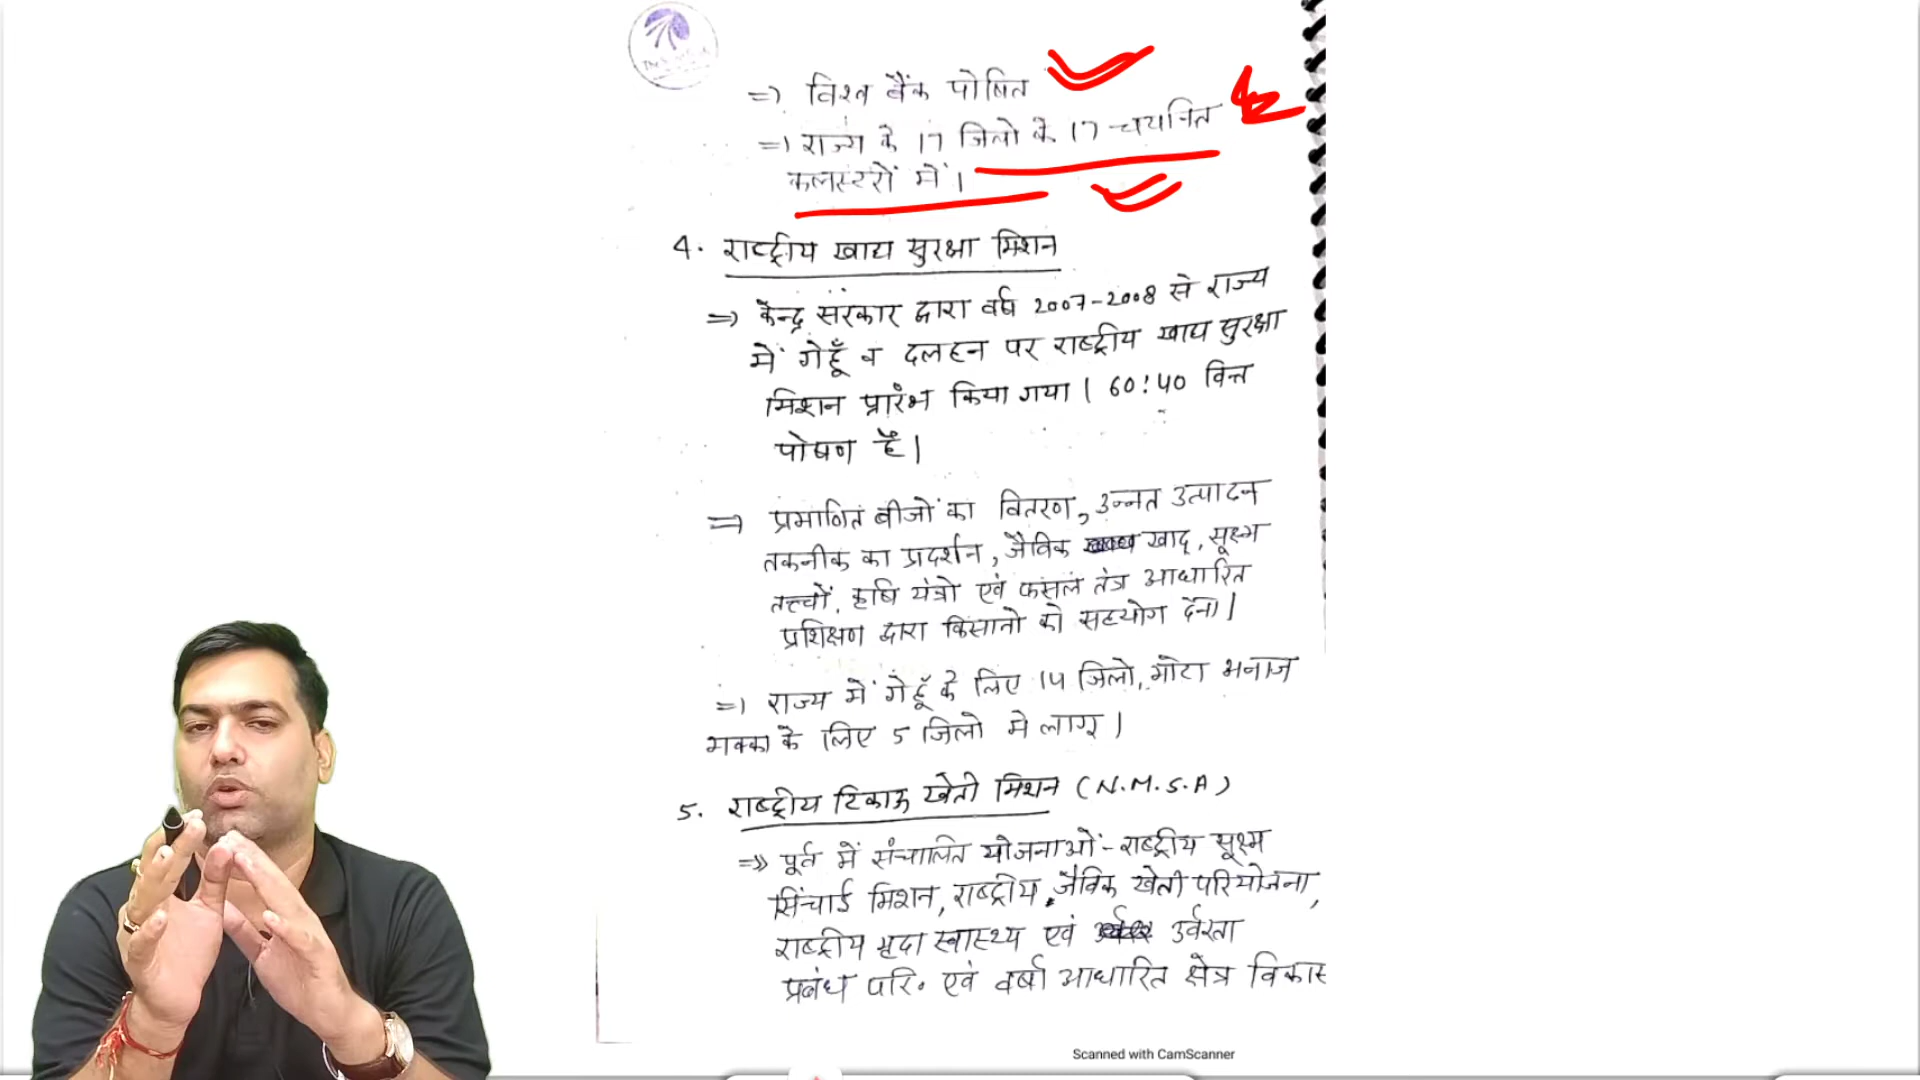 => विश्व बैंक पोषित
=> राज्य के 17 जिलो के 17 चयनित
कलस्टरों में।
4. राष्ट्रीय खाद्य सुरक्षा मिशन
=> केन्द्र सरकार द्वारा वर्ष 2007-2008 से राज्य
में गेहूँ व दलहन पर राष्ट्रीय खाद्य सुरक्षा
मिशन प्रारंभ किया गया। 60:40 वित्त
पोषण है।
=> प्रमाणित बीजों का वितरण, उन्नत उत्पादन
तकनीक का प्रदर्शन, जैविक खाद, सूक्ष्म
तत्त्वों, कृषि यंत्रो एवं फसल तंत्र आधारित
प्रशिक्षण द्वारा किसानो को सहयोग देना।
=> राज्य में गेहूँ के लिए 14 जिलो, मोटा अनाज
मक्का के लिए 5 जिलो मे लागू।
5. राष्ट्रीय टिकाऊ खेती मिशन (N.M.S.A)
=> पूर्व में संचालित योजनाओं - राष्ट्रीय सूक्ष्म
सिंचाई मिशन, राष्ट्रीय जैविक खेती परियोजना,
राष्ट्रीय मृदा स्वास्थ्य एवं उर्वरता
प्रबंध परि. एवं वर्षा आधारित क्षेत्र विकास
Scanned with CamScanner